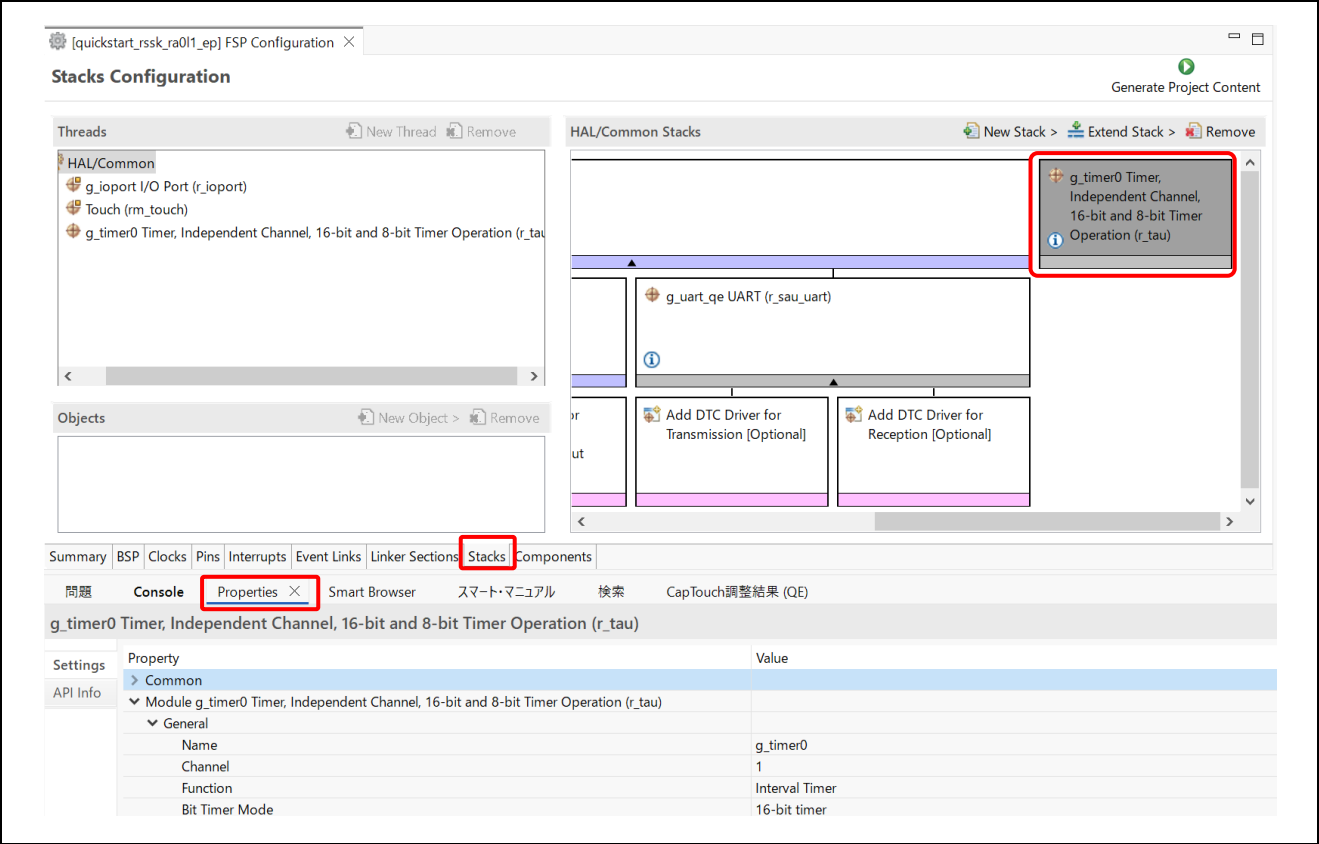 [quickstart_rssk_ra0l1_ep] FSP Configuration
Stacks Configuration
Generate Project Content
Threads
New Thread
Remove
HAL/Common
g_ioport I/O Port (r_ioport)
Touch (rm_touch)
g_timer0 Timer, Independent Channel, 16-bit and 8-bit Timer Operation (r_tau
Objects
New Object >
Remove
HAL/Common Stacks
New Stack >
Extend Stack >
Remove
g_timer0 Timer,
Independent Channel,
16-bit and 8-bit Timer
Operation (r_tau)
g_uart_qe UART (r_sau_uart)
or
ut
Add DTC Driver for
Transmission [Optional]
Add DTC Driver for
Reception [Optional]
Summary BSP Clocks Pins Interrupts Event Links Linker Sections Stacks Components
問題 Console Properties Smart Browser スマート・マニュアル 検索 CapTouch調整結果 (QE)
g_timer0 Timer, Independent Channel, 16-bit and 8-bit Timer Operation (r_tau)
Settings
API Info
Property Value
Common
Module g_timer0 Timer, Independent Channel, 16-bit and 8-bit Timer Operation (r_tau)
General
Name g_timer0
Channel 1
Function Interval Timer
Bit Timer Mode 16-bit timer